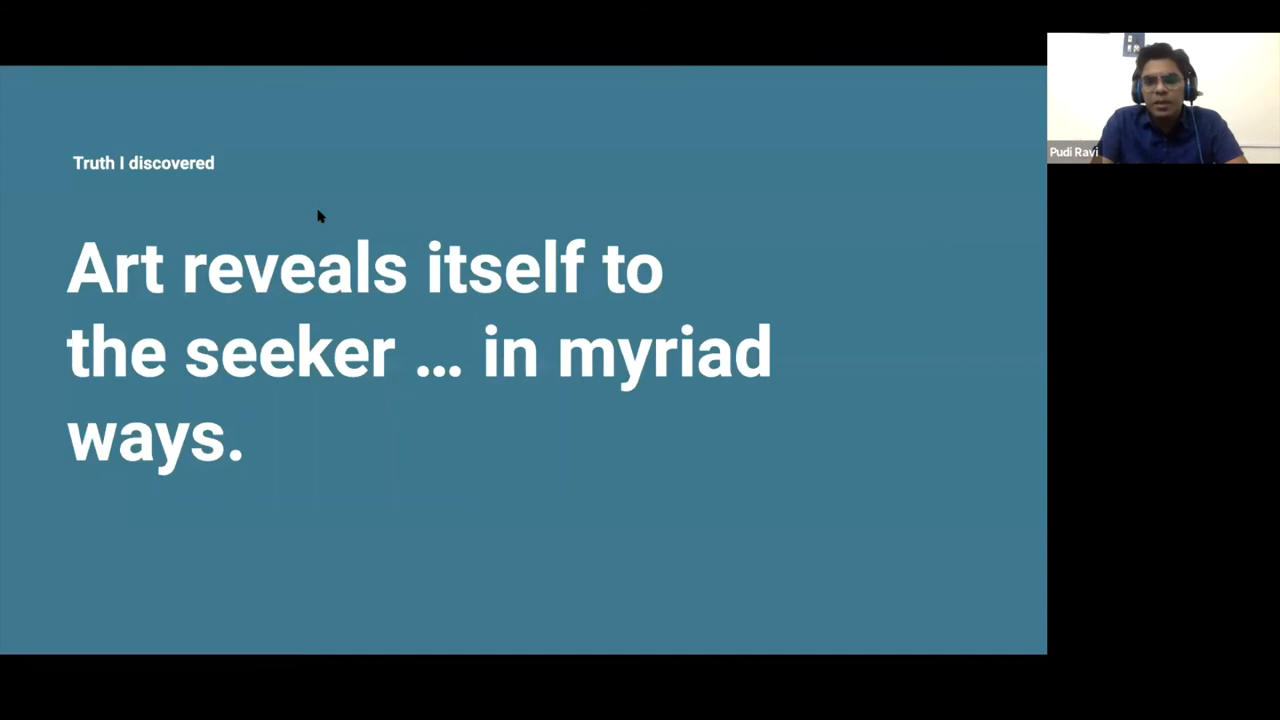 Truth I discovered
Art reveals itself to
the seeker ... in myriad
ways.
Pudi Ravi